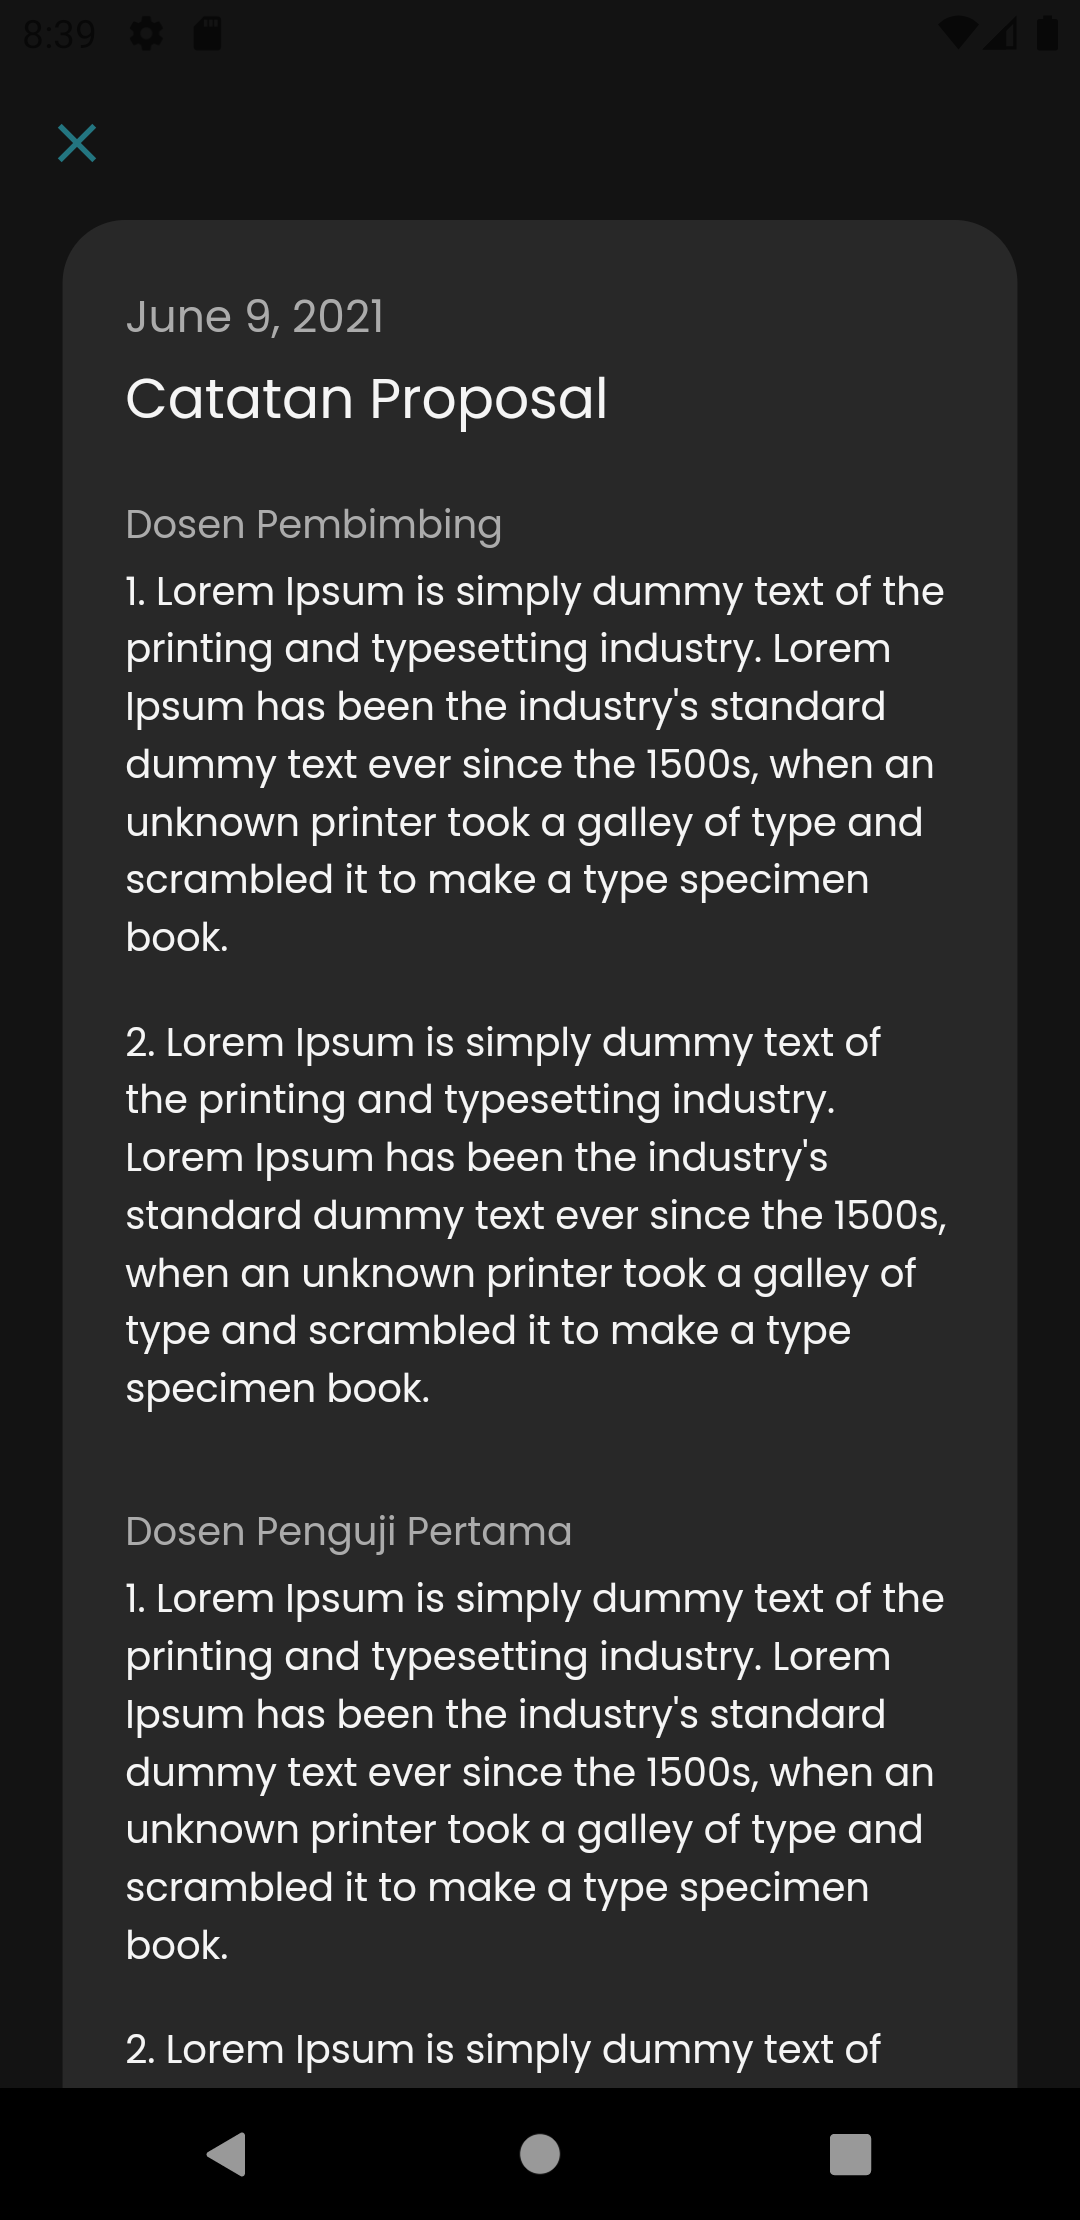 8:39
June 9, 2021
Catatan Proposal
Dosen Pembimbing
1. Lorem Ipsum is simply dummy text of the
printing and typesetting industry. Lorem
Ipsum has been the industry's standard
dummy text ever since the 1500s, when an
unknown printer took a galley of type and
scrambled it to make a type specimen
book.
2. Lorem Ipsum is simply dummy text of
the printing and typesetting industry.
Lorem Ipsum has been the industry's
standard dummy text ever since the 1500s,
when an unknown printer took a galley of
type and scrambled it to make a type
specimen book.
Dosen Penguji Pertama
1. Lorem Ipsum is simply dummy text of the
printing and typesetting industry. Lorem
Ipsum has been the industry's standard
dummy text ever since the 1500s, when an
unknown printer took a galley of type and
scrambled it to make a type specimen
book.
2. Lorem Ipsum is simply dummy text of